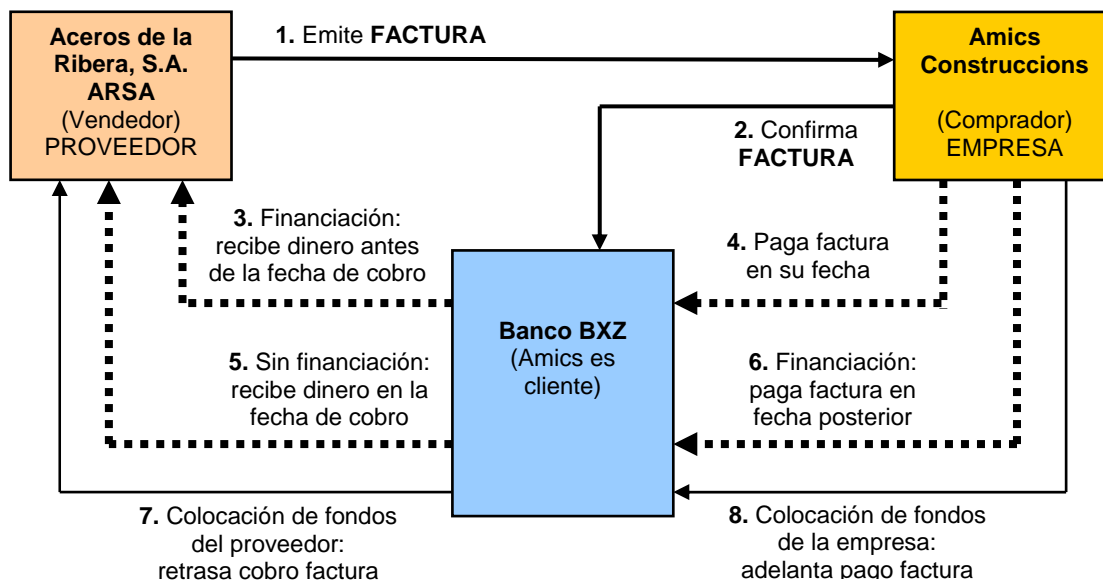 Aceros de la
Ribera, S.A.
ARSA
(Vendedor)
PROVEEDOR
1. Emite FACTURA
Amics
Construccions
(Comprador)
EMPRESA
2. Confirma
FACTURA
3. Financiación:
recibe dinero antes
de la fecha de cobro
4. Paga factura
en su fecha
Banco BXZ
(Amics es
cliente)
5. Sin financiación:
recibe dinero en la
fecha de cobro
6. Financiación:
paga factura en
fecha posterior
7. Colocación de fondos
del proveedor:
retrasa cobro factura
8. Colocación de fondos
de la empresa:
adelanta pago factura